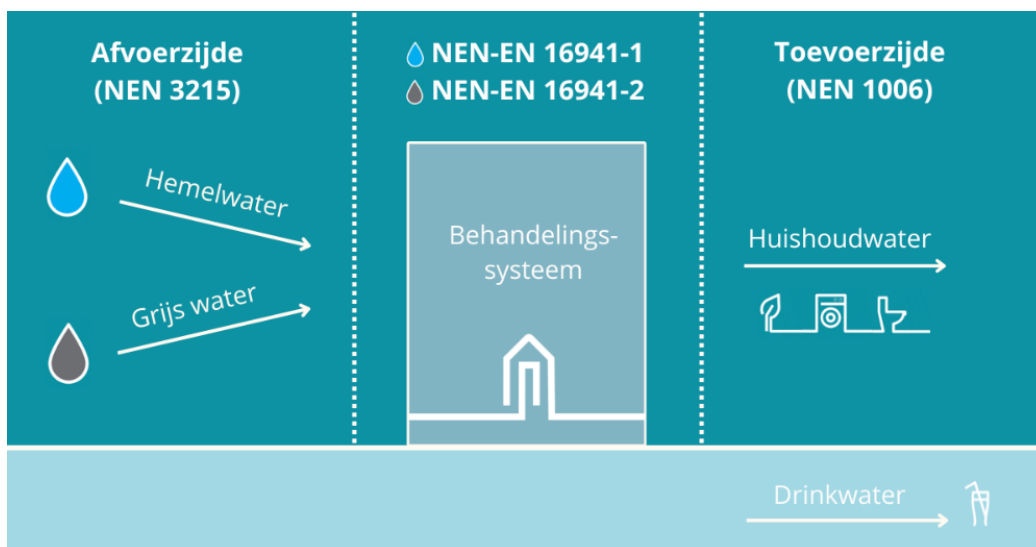 Afvoerzijde
(NEN 3215)
NEN-EN 16941-1
NEN-EN 16941-2
Toevoerzijde
(NEN 1006)
Hemelwater
Grijs water
Behandelings-
systeem
Huishoudwater
Drinkwater